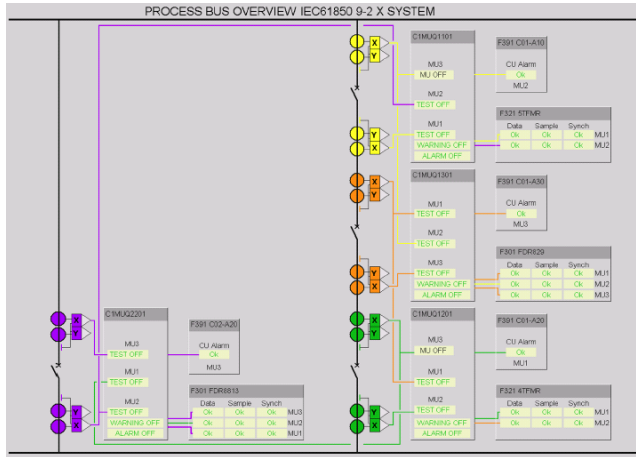 PROCESS BUS OVERVIEW IEC61850 9-2 X SYSTEM
X
Y
C1MUQ1101
MU3
MU OFF
MU2
TEST OFF
MU1
TEST OFF
WARNING OFF
ALARM OFF
F391 C01-A10
CU Alarm
Ok
MU2
F321 5TFMR
Data Sample Synch
Ok Ok Ok MU1
Ok Ok Ok MU2
Y
X
X
Y
C1MUQ1301
MU1
TEST OFF
MU2
TEST OFF
MU3
TEST OFF
WARNING OFF
ALARM OFF
F391 C01-A30
CU Alarm
Ok
MU3
F301 FDR829
Data Sample Synch
Ok Ok Ok MU1
Ok Ok Ok MU2
Ok Ok Ok MU3
Y
X
X
Y
C1MUQ2201
MU3
TEST OFF
MU1
TEST OFF
MU2
TEST OFF
WARNING OFF
ALARM OFF
F391 C02-A20
CU Alarm
Ok
MU3
F301 FDR8813
Data Sample Synch
Ok Ok Ok MU3
Ok Ok Ok MU2
Ok Ok Ok MU1
Y
X
X
Y
C1MUQ1201
MU3
MU OFF
MU1
TEST OFF
MU2
TEST OFF
WARNING OFF
ALARM OFF
F391 C01-A20
CU Alarm
Ok
MU1
F321 4TFMR
Data Sample Synch
Ok Ok Ok MU1
Ok Ok Ok MU2
Y
X